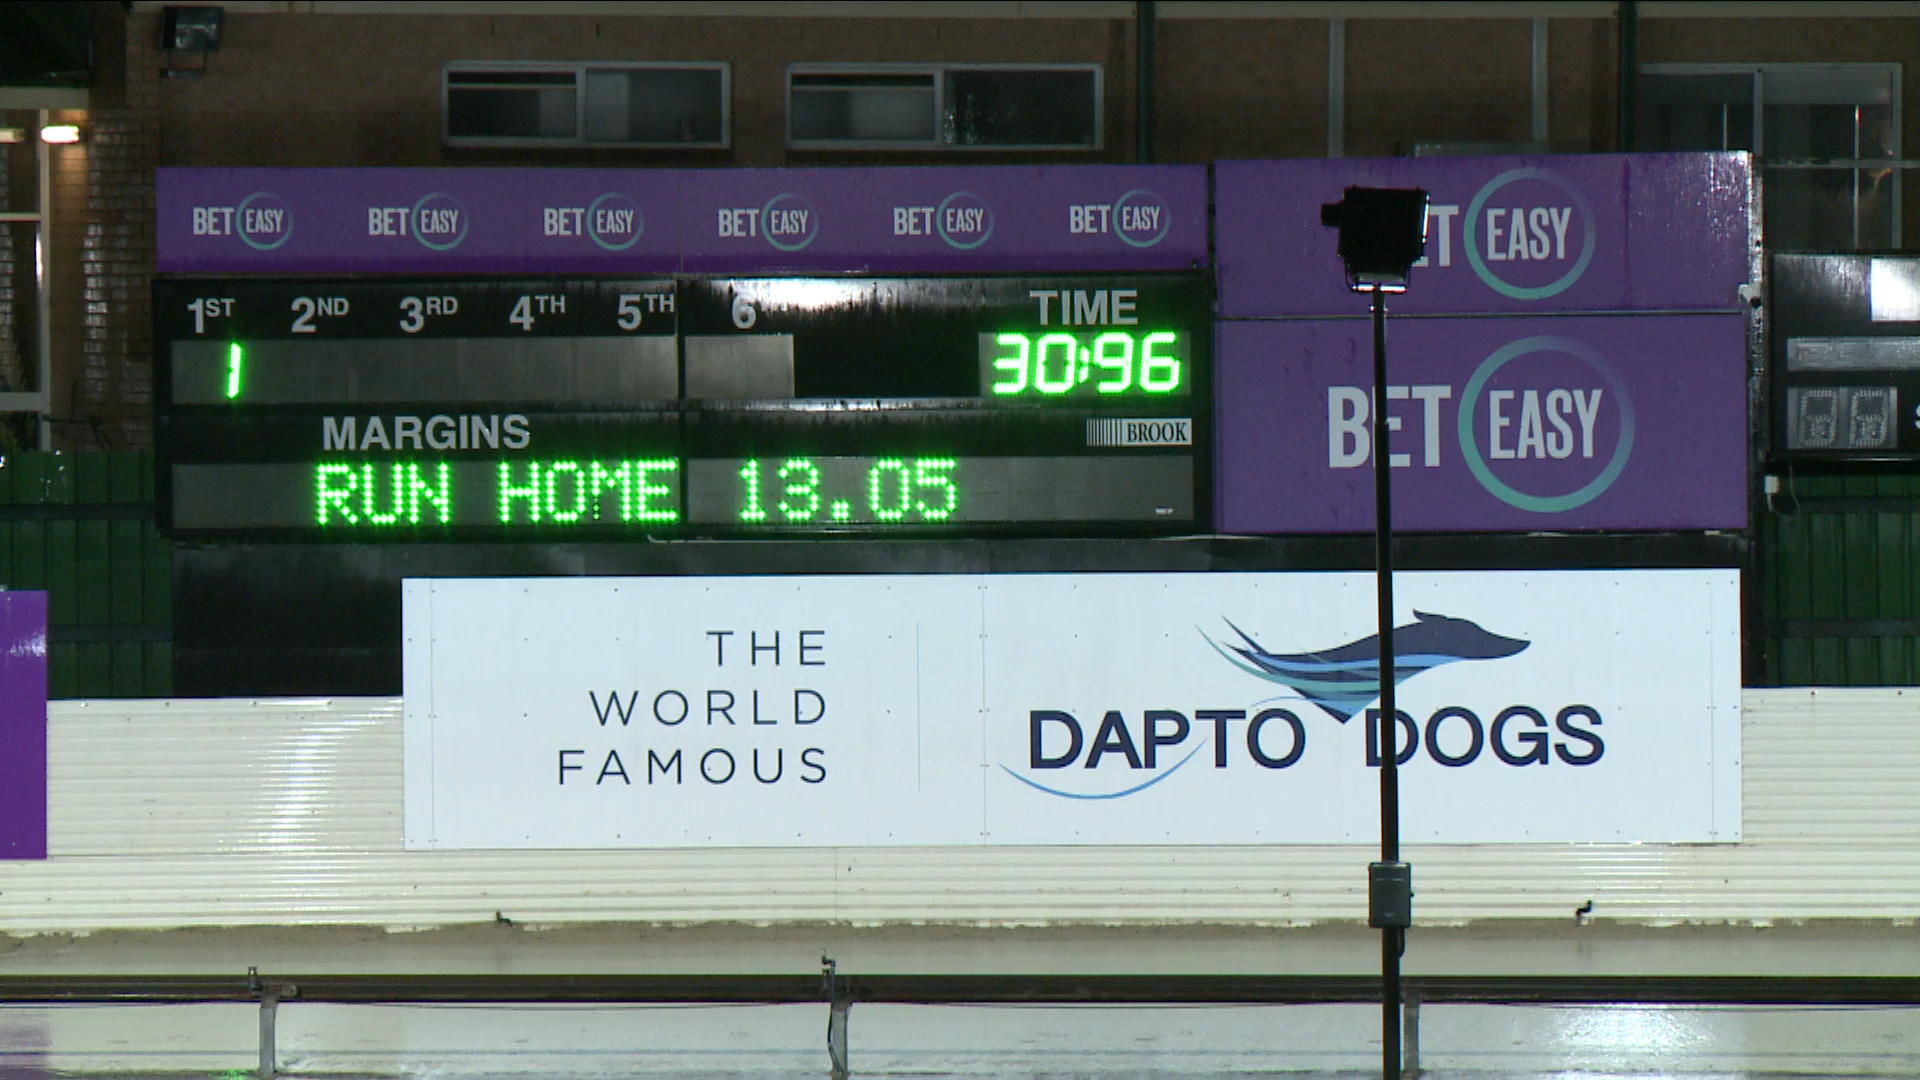 BET EASY BET EASY BET EASY BET EASY BET EASY BET EASY
EASY
1ST 2ND 3RD 4TH 5TH 6 TIME
1 30:96
MARGINS BROOK
RUN HOME 13.05
BET EASY
THE
WORLD
FAMOUS
DAPTO DOGS